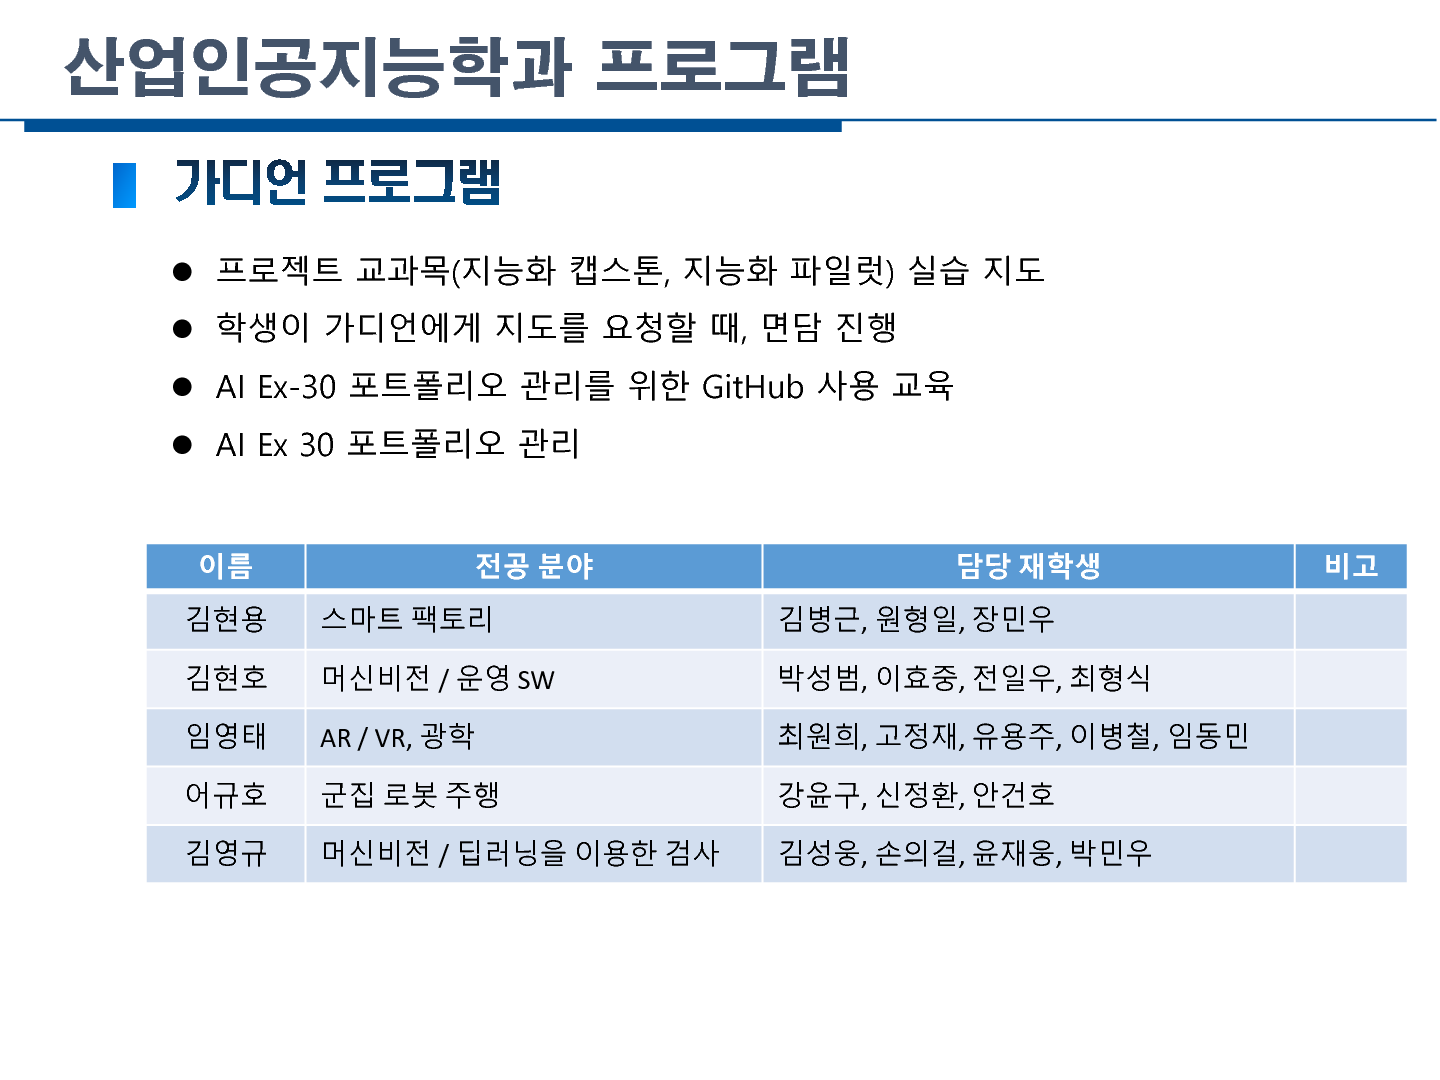 산업인공지능학과 프로그램
가디언 프로그램
● 프로젝트 교과목(지능화 캡스톤, 지능화 파일럿) 실습 지도
● 학생이 가디언에게 지도를 요청할 때, 면담 진행
● AI Ex-30 포트폴리오 관리를 위한 GitHub 사용 교육
● AI Ex 30 포트폴리오 관리
이름 전공 분야 담당 재학생 비고
김현용 스마트 팩토리 김병근, 원형일, 장민우
김현호 머신비전 / 운영 SW 박성범, 이효중, 전일우, 최형식
임영태 AR / VR, 광학 최원희, 고정재, 유용주, 이병철, 임동민
어규호 군집 로봇 주행 강윤구, 신정환, 안건호
김영규 머신비전 / 딥러닝을 이용한 검사 김성웅, 손의걸, 윤재웅, 박민우